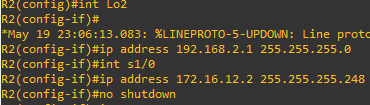 R2(config)#int Lo2
R2(config-if)#
*May 19 23:06:13.083: %LINEPROTO-5-UPDOWN: Line proto
R2(config-if)#ip address 192.168.2.1 255.255.255.0
R2(config-if)#int s1/0
R2(config-if)#ip address 172.16.12.2 255.255.255.248
R2(config-if)#no shutdown